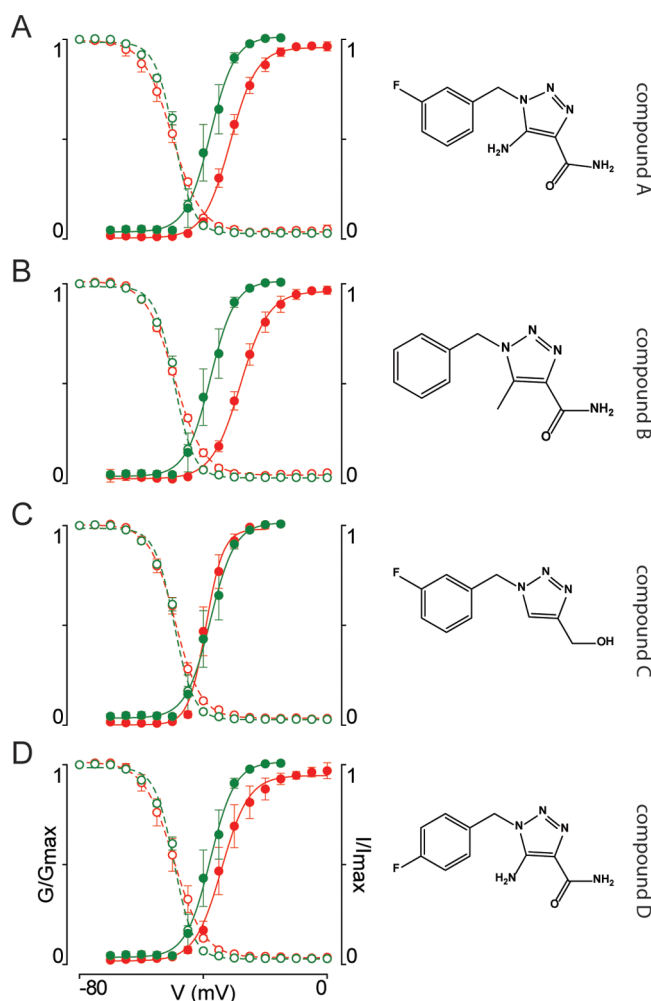 A
1
1
0
0
F
N
N
N
H₂N
NH₂
O
compound A
B
1
1
0
0
N
N
N
NH₂
O
compound B
C
1
1
0
0
F
N
N
N
OH
compound C
D
1
1
0
0
G/Gmax
I/Imax
F
N
N
N
H₂N
NH₂
O
compound D
-80
V (mV)
0